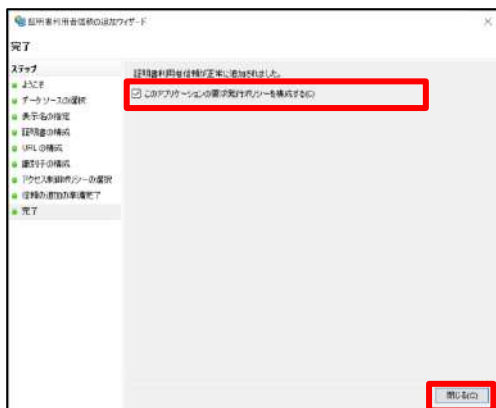 証明書利用者信頼の追加ウィザード
完了
ステップ
ようこそ
データソースの選択
表示名の指定
証明書の構成
URL の構成
識別子の構成
アクセス制御ポリシーの選択
信頼の追加の準備完了
完了
証明書利用者信頼が正常に追加されました。
このアプリケーションの要求発行ポリシーを構成する(C)
閉じる(C)